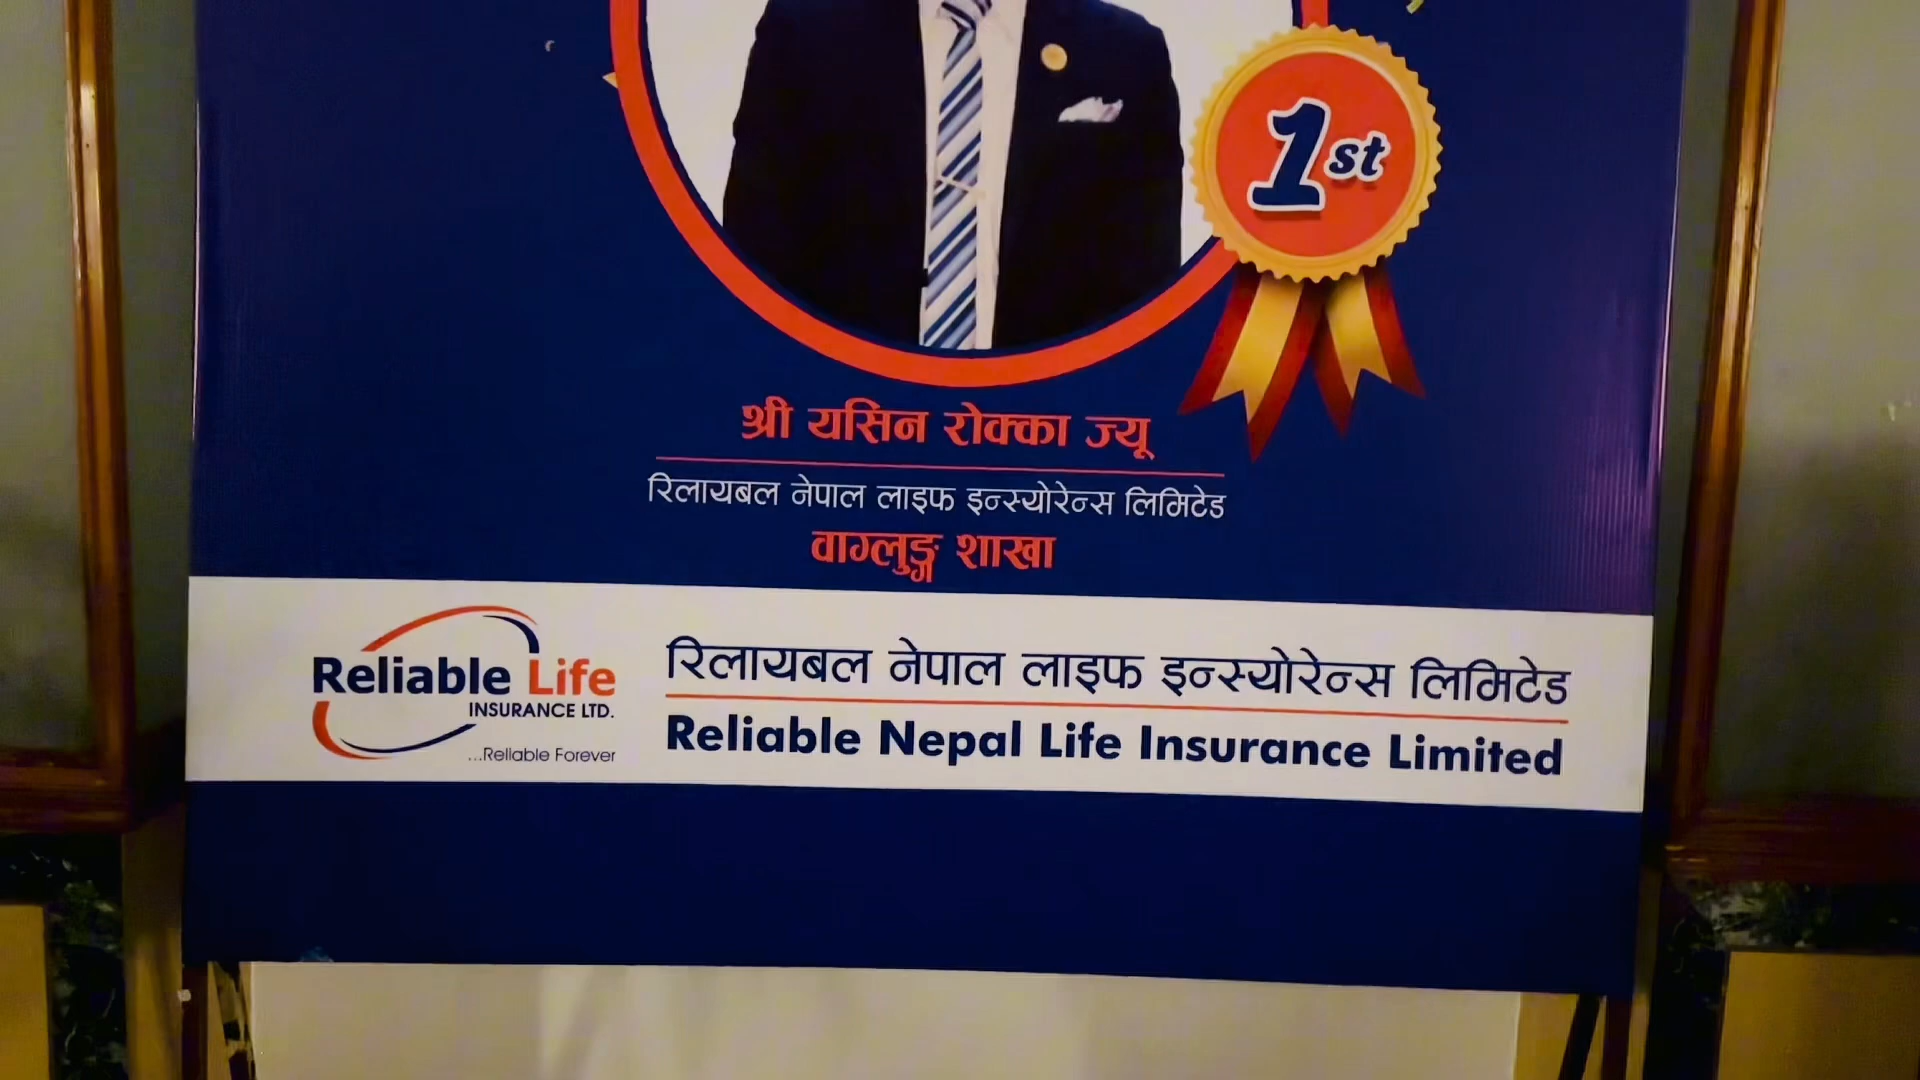 1st
श्री यसिन रोक्का ज्यू
रिलायबल नेपाल लाइफ इन्स्योरेन्स लिमिटेड
वाग्लुङ्ग शाखा
Reliable Life
INSURANCE LTD.
...Reliable Forever
रिलायबल नेपाल लाइफ इन्स्योरेन्स लिमिटेड
Reliable Nepal Life Insurance Limited